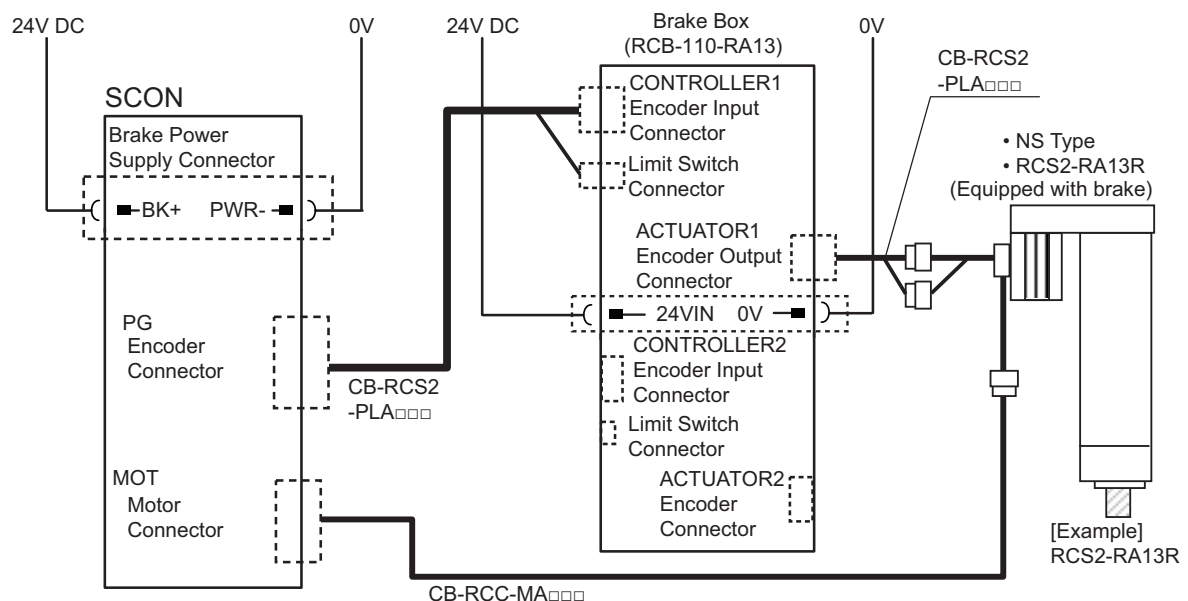 24V DC
0V
24V DC
Brake Box
(RCB-110-RA13)
0V
SCON
Brake Power
Supply Connector
BK+
PWR-
PG
Encoder
Connector
CB-RCS2
-PLA□□□
MOT
Motor
Connector
CB-RCC-MA□□□
CONTROLLER1
Encoder Input
Connector
Limit Switch
Connector
ACTUATOR1
Encoder Output
Connector
24VIN
0V
CONTROLLER2
Encoder Input
Connector
Limit Switch
Connector
ACTUATOR2
Encoder
Connector
CB-RCS2
-PLA□□□
• NS Type
• RCS2-RA13R
(Equipped with brake)
[Example]
RCS2-RA13R